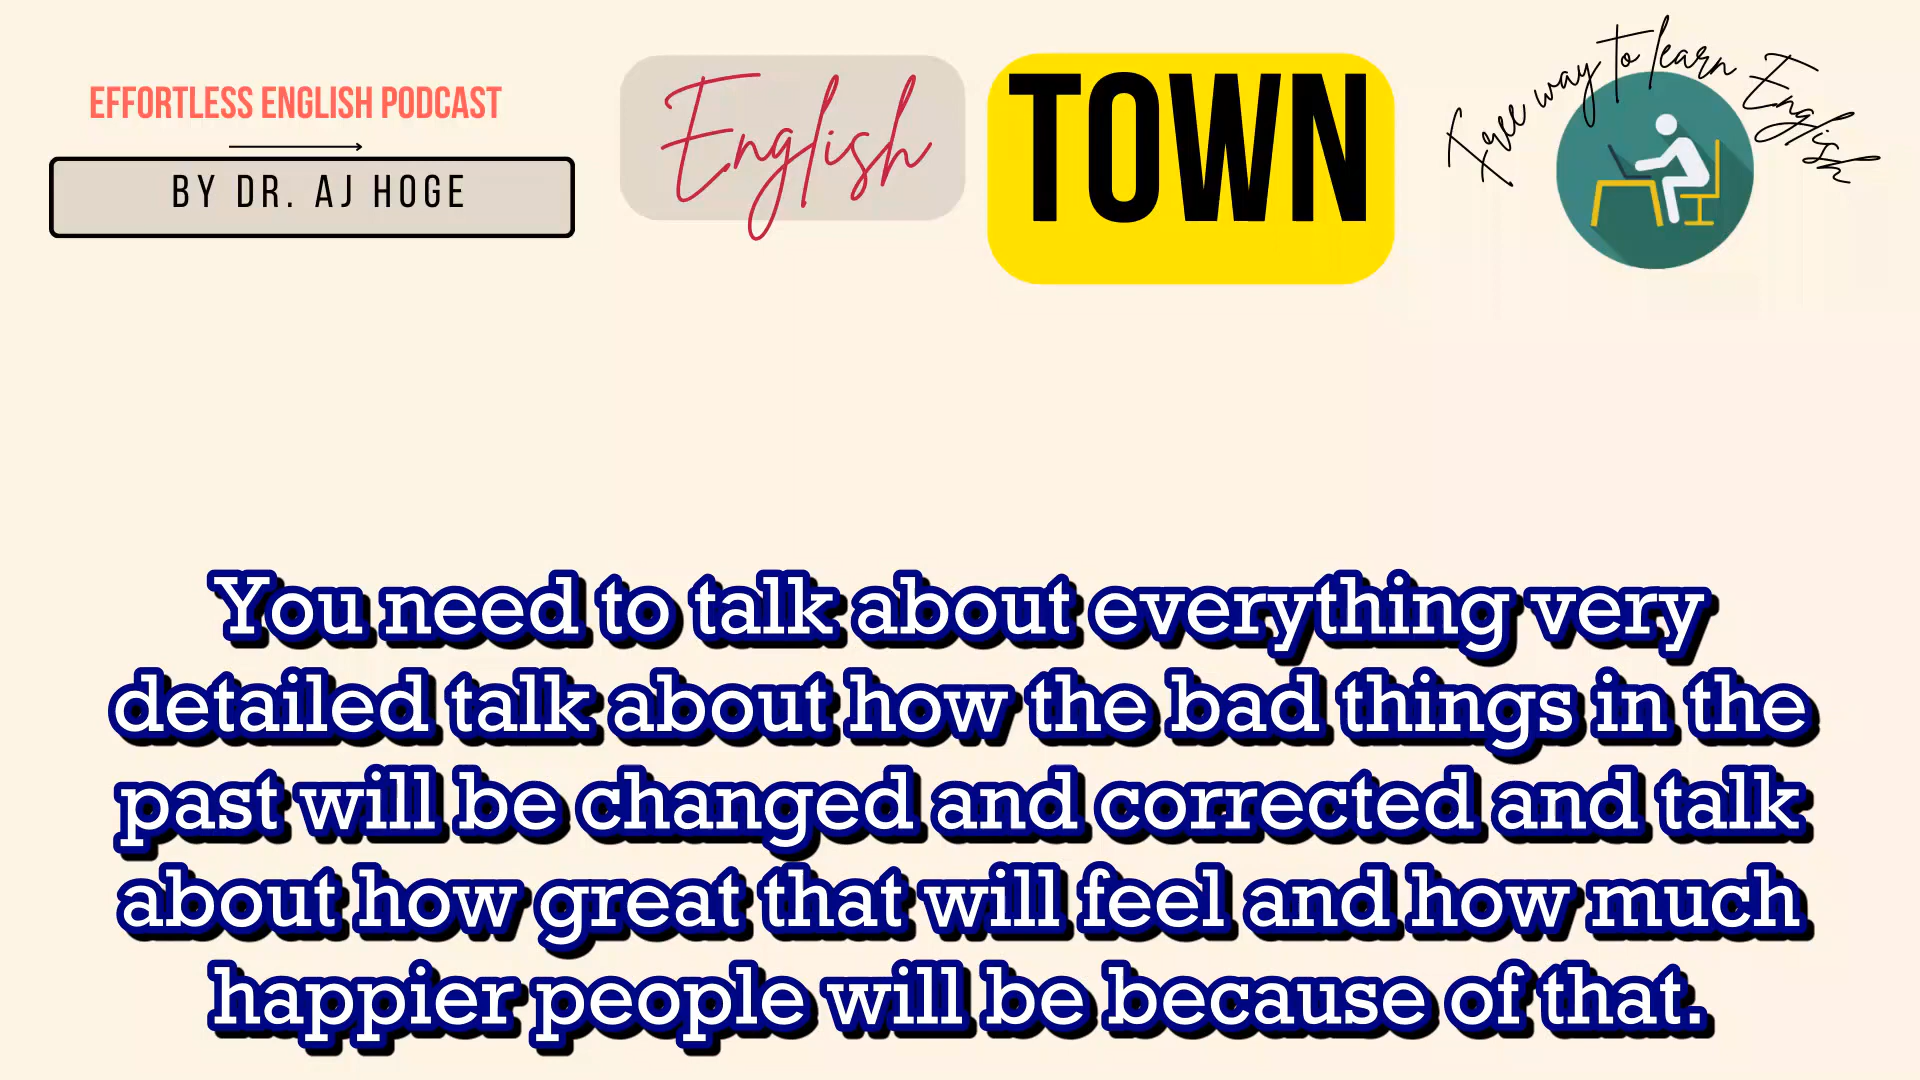 EFFORTLESS ENGLISH PODCAST
BY DR. AJ HOGE
English
TOWN
Free way to learn English
You need to talk about everything very
detailed talk about how the bad things in the
past will be changed and corrected and talk
about how great that will feel and how much
happier people will be because of that.